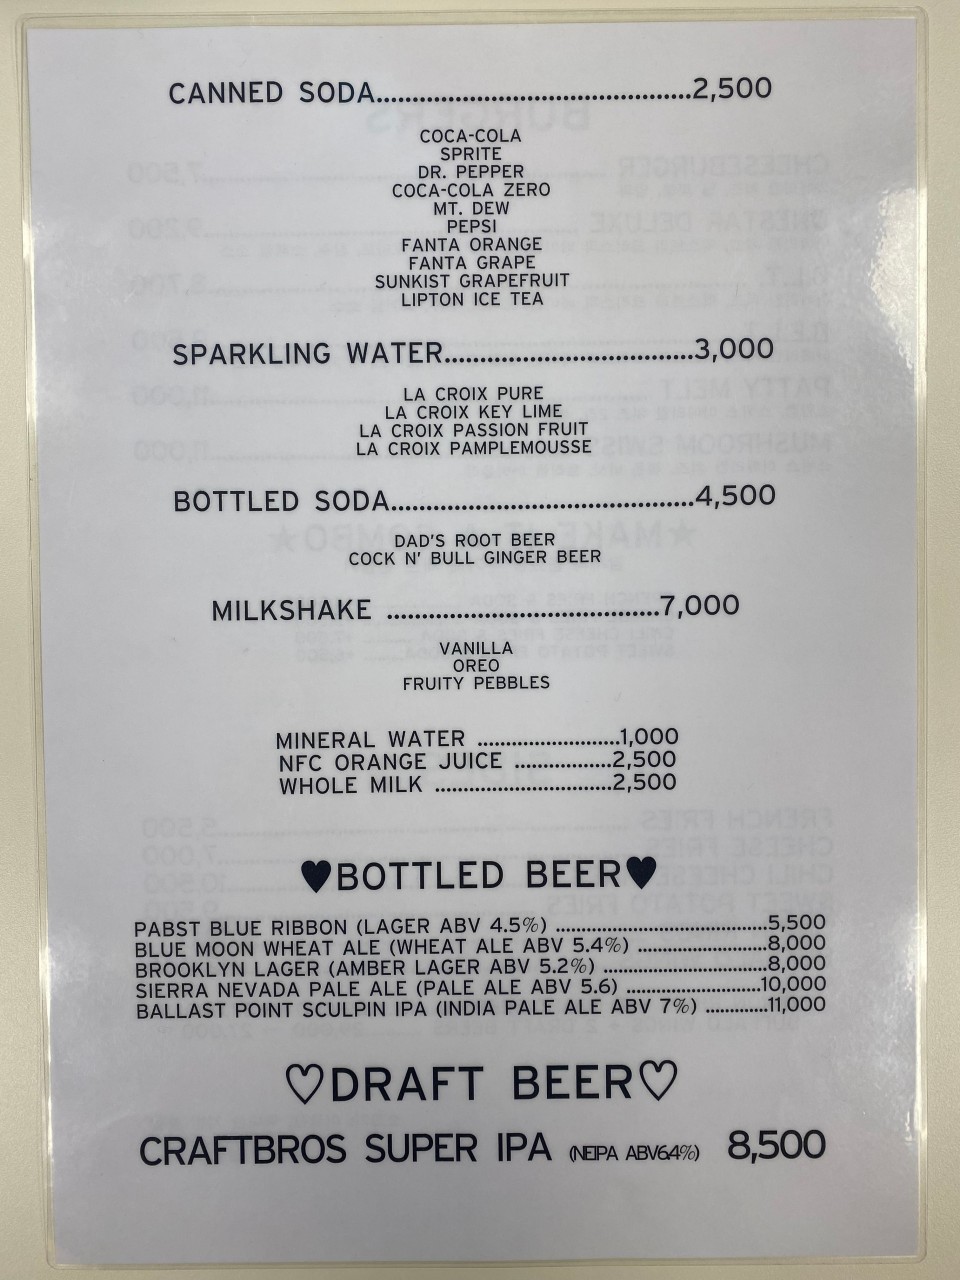 CANNED SODA............................................2,500
COCA-COLA
SPRITE
DR. PEPPER
COCA-COLA ZERO
MT. DEW
PEPSI
FANTA ORANGE
FANTA GRAPE
SUNKIST GRAPEFRUIT
LIPTON ICE TEA
SPARKLING WATER...................................3,000
LA CROIX PURE
LA CROIX KEY LIME
LA CROIX PASSION FRUIT
LA CROIX PAMPLEMOUSSE
BOTTLED SODA..........................................4,500
DAD'S ROOT BEER
COCK N' BULL GINGER BEER
MILKSHAKE ......................................7,000
VANILLA
OREO
FRUITY PEBBLES
MINERAL WATER ..........................1,000
NFC ORANGE JUICE ..................2,500
WHOLE MILK .................................2,500
♥BOTTLED BEER♥
PABST BLUE RIBBON (LAGER ABV 4.5%) .......................................5,500
BLUE MOON WHEAT ALE (WHEAT ALE ABV 5.4%) ........................8,000
BROOKLYN LAGER (AMBER LAGER ABV 5.2%) ..............................8,000
SIERRA NEVADA PALE ALE (PALE ALE ABV 5.6) .........................10,000
BALLAST POINT SCULPIN IPA (INDIA PALE ALE ABV 7%) .............11,000
♡DRAFT BEER♡
CRAFTBROS SUPER IPA (NEIPA ABV6.4%) 8,500